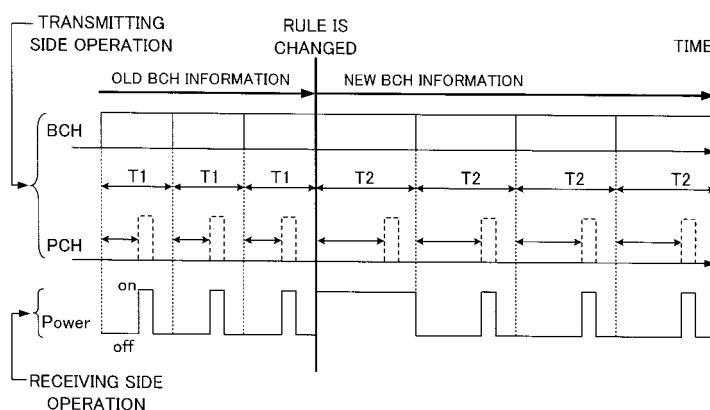 TRANSMITTING
SIDE OPERATION
RULE IS
CHANGED
TIME
OLD BCH INFORMATION
NEW BCH INFORMATION
BCH
T1 T1 T1 T2 T2 T2 T2
PCH
on
Power
off
RECEIVING SIDE
OPERATION